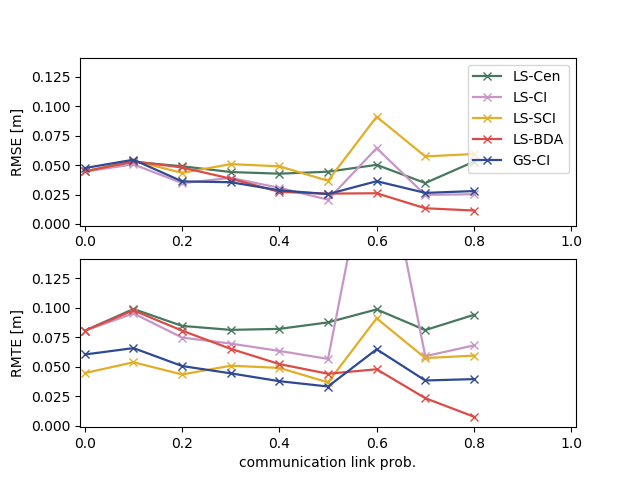 0.125
0.100
0.075
0.050
0.025
0.000
RMSE [m]
LS-Cen
LS-CI
LS-SCI
LS-BDA
GS-CI
0.0 0.2 0.4 0.6 0.8 1.0
0.125
0.100
0.075
0.050
0.025
0.000
RMTE [m]
0.0 0.2 0.4 0.6 0.8 1.0
communication link prob.